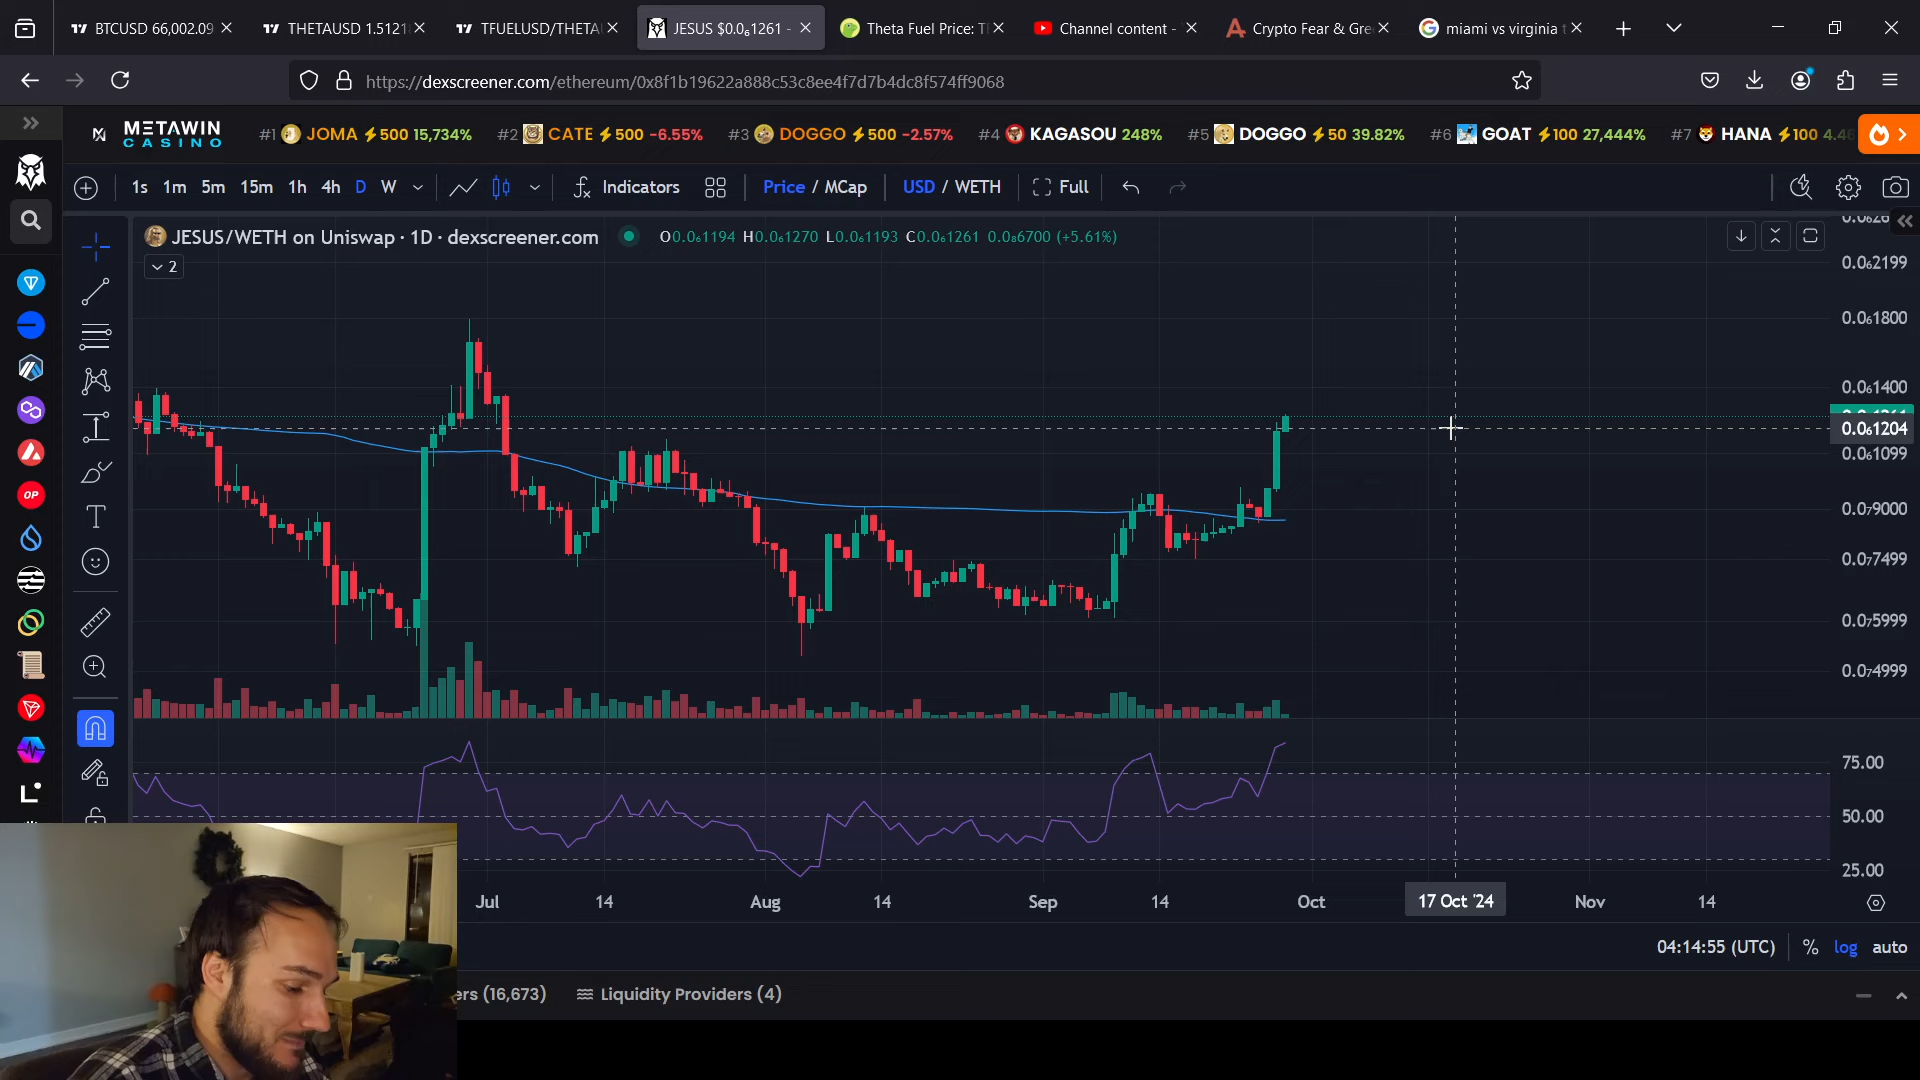 BTCUSD 66,002.09
THETAUSD 1.5121
TFUELUSD/THETA
JESUS $0.0₆1261 -
Theta Fuel Price: T
Channel content -
Crypto Fear & Gre
miami vs virginia t
https://dexscreener.com/ethereum/0x8f1b19622a888c53c8ee4f7d7b4dc8f574ff9068
METAWIN CASINO
#1 JOMA ⚡500 15,734%
#2 CATE ⚡500 -6.55%
#3 DOGGO ⚡500 -2.57%
#4 KAGASOU 248%
#5 DOGGO ⚡50 39.82%
#6 GOAT ⚡100 27,444%
#7 HANA ⚡100 4.48
1s 1m 5m 15m 1h 4h D W
Indicators
Price / MCap
USD / WETH
Full
JESUS/WETH on Uniswap · 1D · dexscreener.com
O0.0₆1194 H0.0₆1270 L0.0₆1193 C0.0₆1261 0.0₈6700 (+5.61%)
2
0.0₆2199
0.0₆1800
0.0₆1400
0.0₆1204
0.0₆1099
0.0₇9000
0.0₇7499
0.0₇5999
0.0₇4999
75.00
50.00
25.00
OP
T
Jul 14 Aug 14 Sep 14 Oct 17 Oct '24 Nov 14
04:14:55 (UTC) % log auto
ers (16,673)
Liquidity Providers (4)